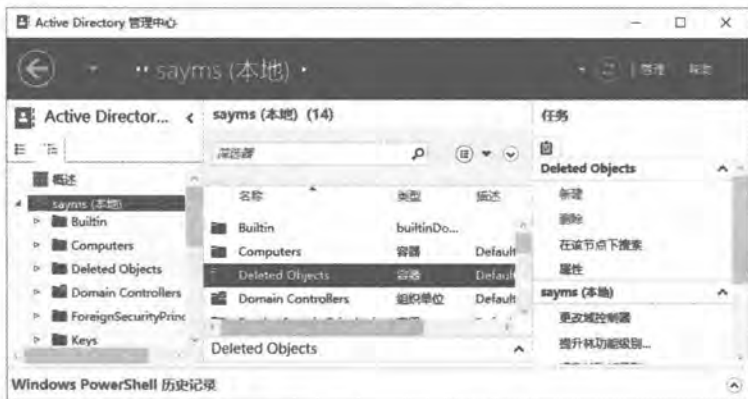 Active Directory 管理中心
sayms (本地)
管理
帮助
Active Director...
概述
sayms (本地)
Builtin
Computers
Deleted Objects
Domain Controllers
ForeignSecurityPrinc
Keys
sayms (本地) (14)
筛选器
名称 类型 描述
Builtin builtinDo...
Computers 容器 Default
Deleted Objects 容器 Default
Domain Controllers 组织单位 Default
Deleted Objects
任务
Deleted Objects
新建
删除
在该节点下搜索
属性
sayms (本地)
更改域控制器
提升林功能级别...
Windows PowerShell 历史记录